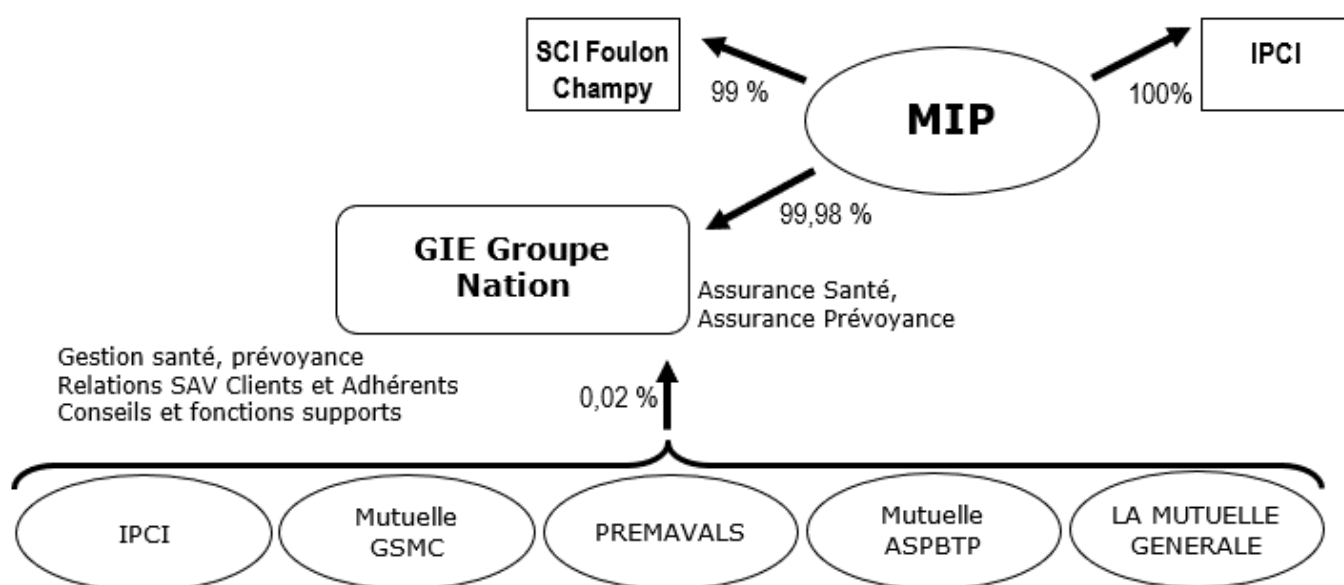 SCI Foulon
Champy
99 %
MIP
100%
IPCI
99,98 %
GIE Groupe
Nation
Assurance Santé,
Assurance Prévoyance
Gestion santé, prévoyance
Relations SAV Clients et Adhérents
Conseils et fonctions supports
0,02 %
IPCI
Mutuelle
GSMC
PREMAVALS
Mutuelle
ASPBTP
LA MUTUELLE
GENERALE